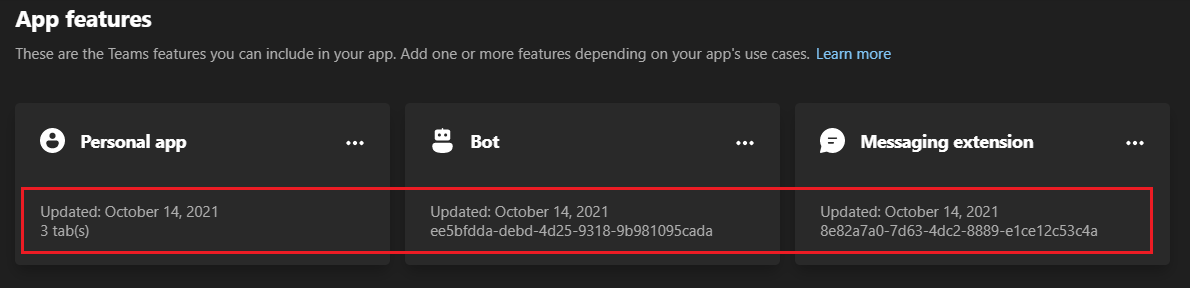 App features
These are the Teams features you can include in your app. Add one or more features depending on your app's use cases. Learn more
Personal app
Updated: October 14, 2021
3 tab(s)
Bot
Updated: October 14, 2021
ee5bfdda-debd-4d25-9318-9b981095cada
Messaging extension
Updated: October 14, 2021
8e82a7a0-7d63-4dc2-8889-e1ce12c53c4a